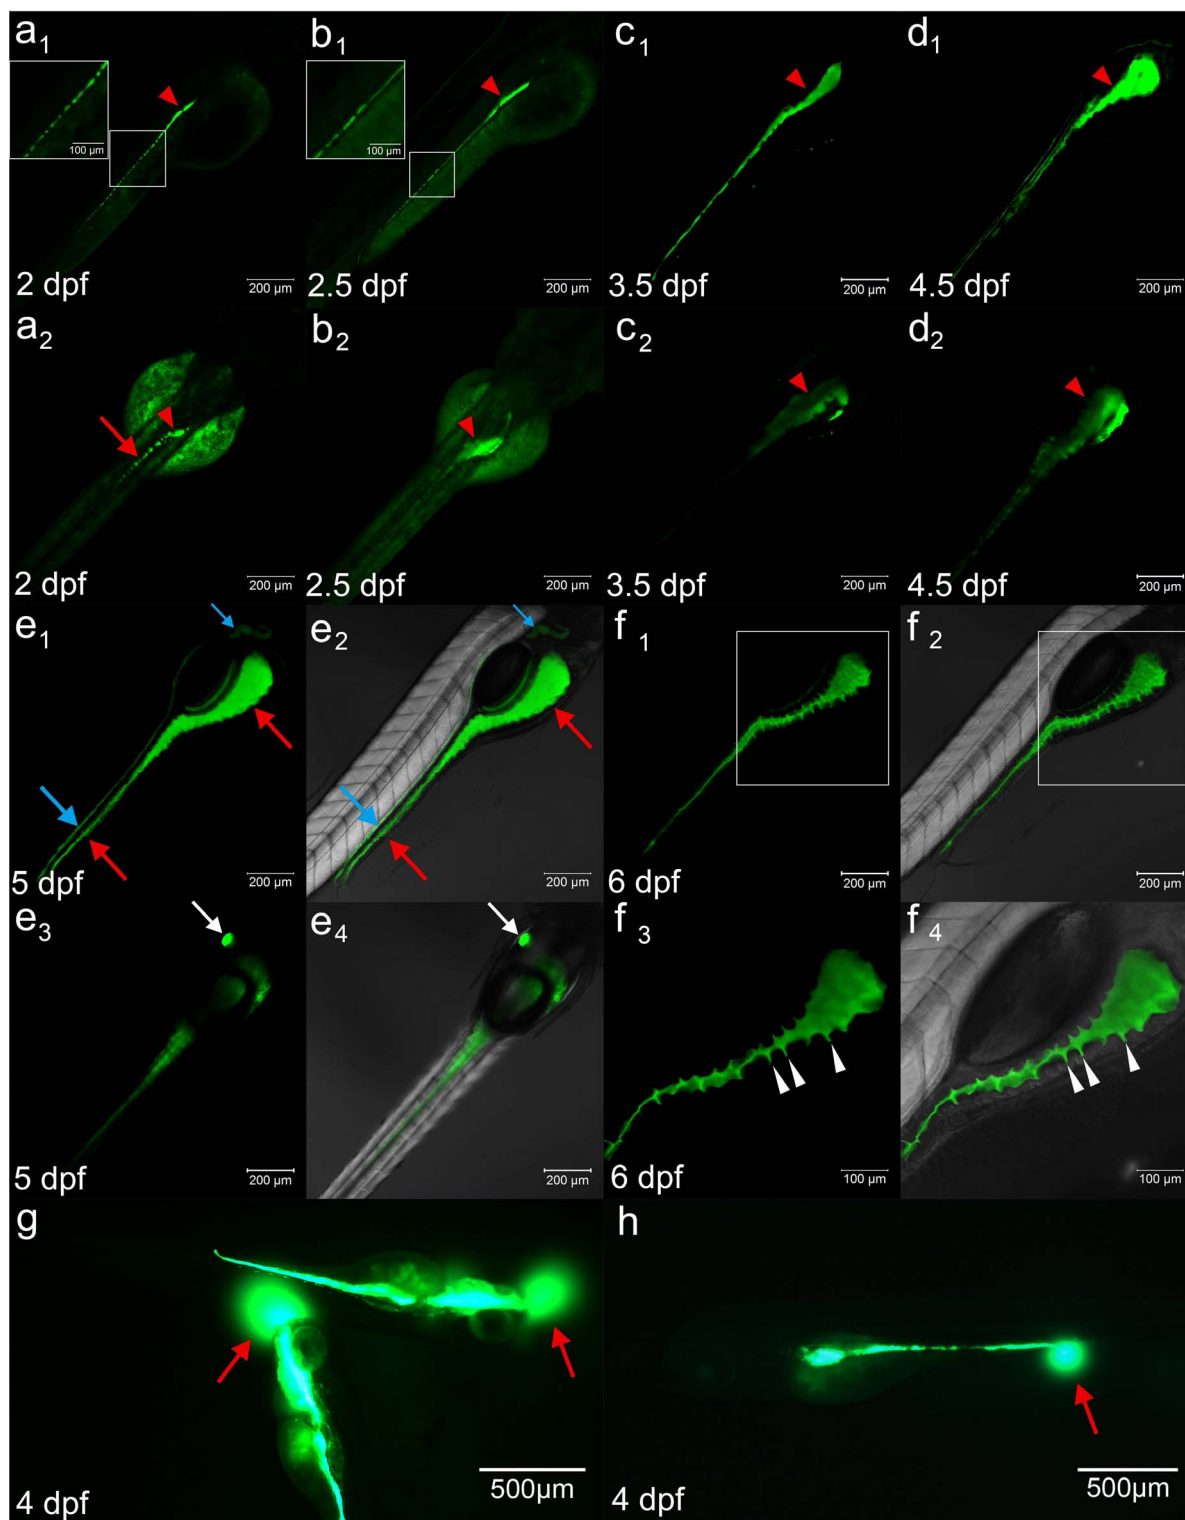 a1 b1 c1 d1
100 µm 100 µm
2 dpf 200 µm 2.5 dpf 200 µm 3.5 dpf 200 µm 4.5 dpf 200 µm
a2 b2 c2 d2
2 dpf 200 µm 2.5 dpf 200 µm 3.5 dpf 200 µm 4.5 dpf 200 µm
e1 e2 f1 f2
5 dpf 200 µm 200 µm 6 dpf 200 µm 200 µm
e3 e4 f3 f4
5 dpf 200 µm 200 µm 6 dpf 100 µm 100 µm
g h
4 dpf 500µm 4 dpf 500µm